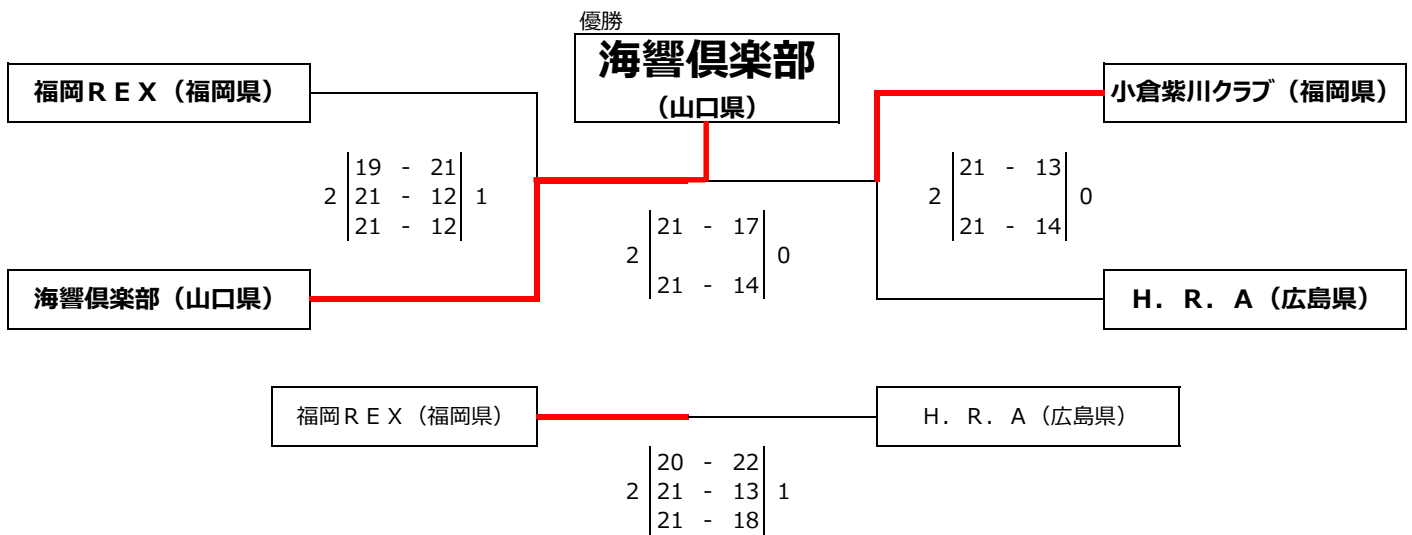 優勝
海響倶楽部
（山口県）
福岡ＲＥＸ（福岡県）
小倉紫川クラブ（福岡県）
19 - 21
2 21 - 12 1
21 - 12
21 - 13
2 0
21 - 14
21 - 17
2 0
21 - 14
海響倶楽部（山口県）
Ｈ．Ｒ．Ａ（広島県）
福岡ＲＥＸ（福岡県）
Ｈ．Ｒ．Ａ（広島県）
20 - 22
2 21 - 13 1
21 - 18